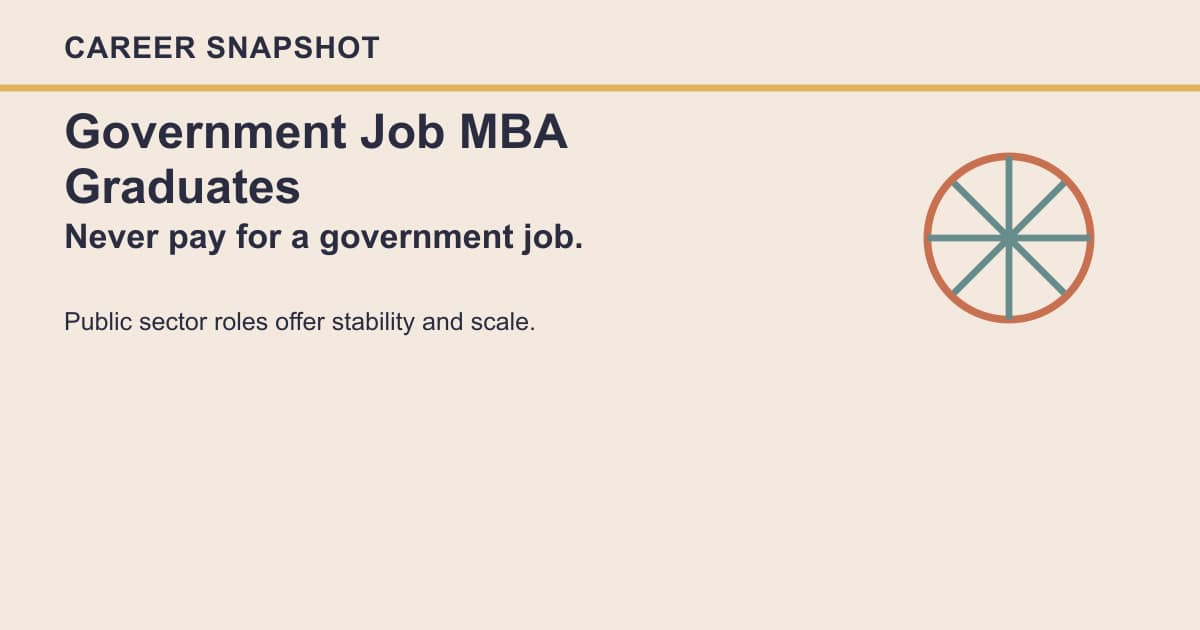 CAREER SNAPSHOT
Government Job MBA
Graduates
Never pay for a government job.
Public sector roles offer stability and scale.